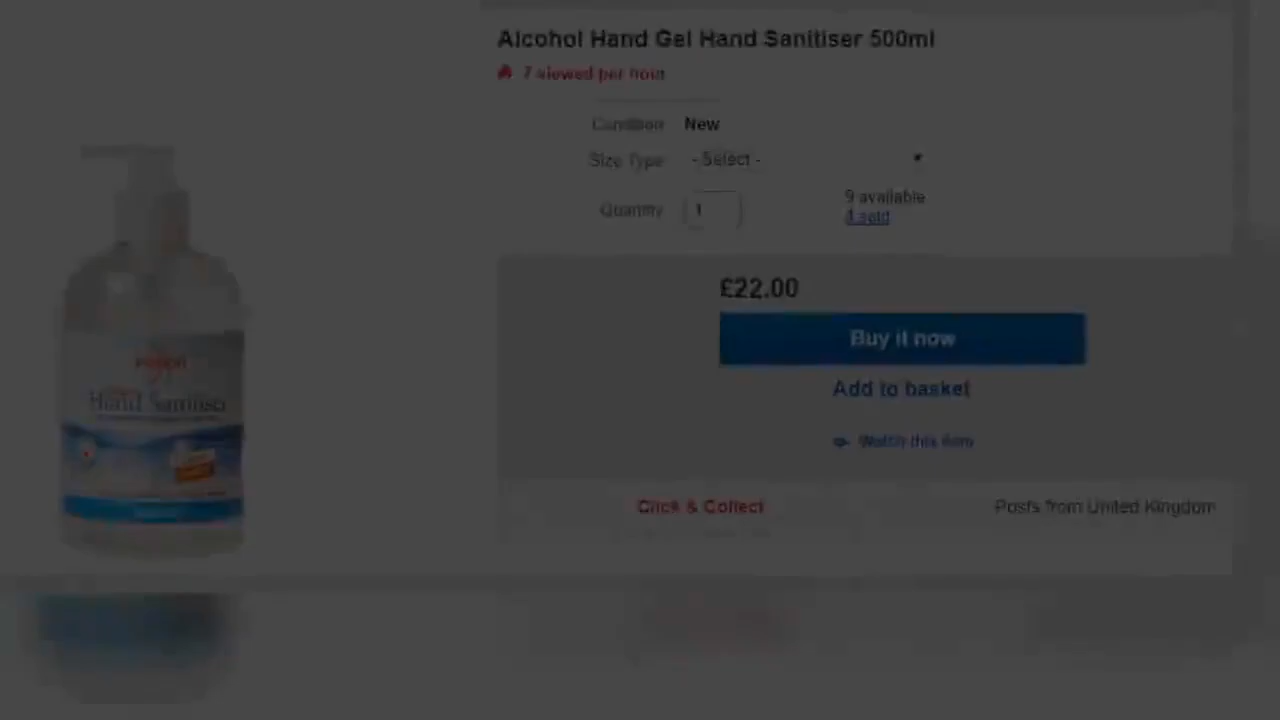 Alcohol Hand Gel Hand Sanitiser 500ml
7 viewed per hour
Condition New
Size Type - Select -
Quantity 1
9 available
4 sold
£22.00
Buy it now
Add to basket
Watch this item
Click & Collect
Posts from United Kingdom
Hand Sanitiser